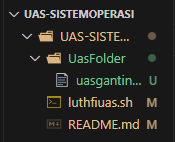 UAS-SISTEMOPERASI
UAS-SISTE...
UasFolder
uasgantin... U
luthfiuas.sh M
README.md M